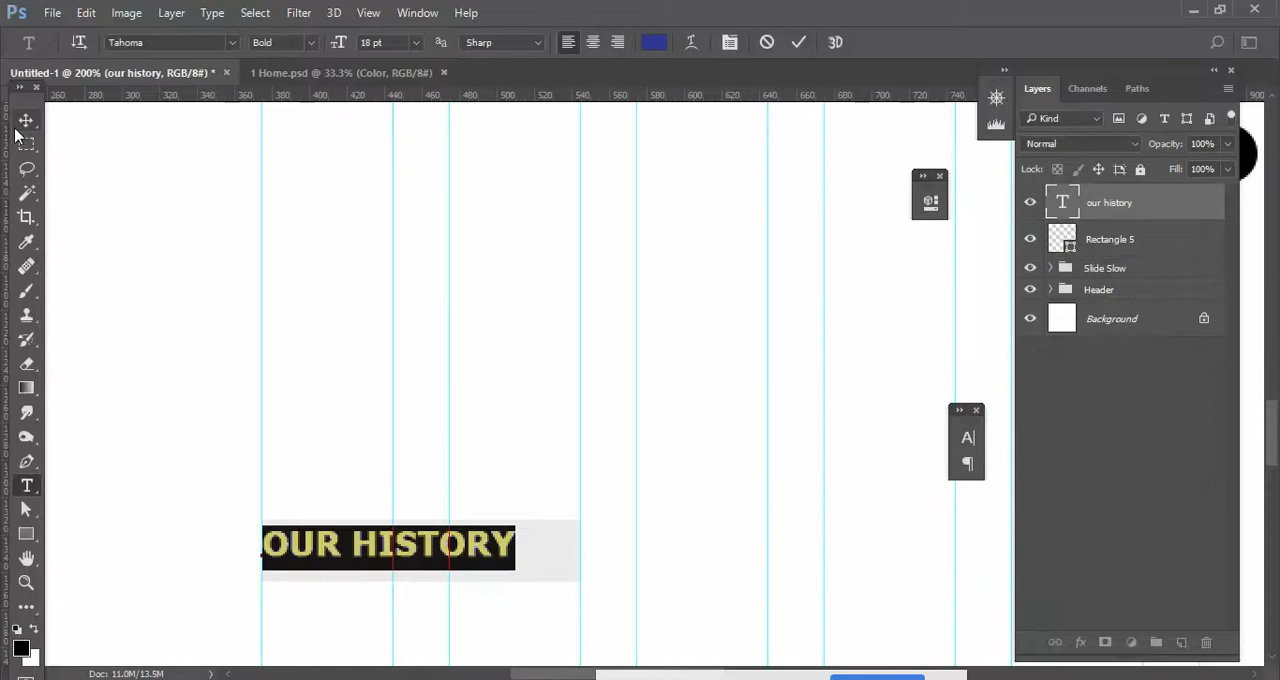 Ps File Edit Image Layer Type Select Filter 3D View Window Help
T Tahoma Bold 18 pt aa Sharp 3D
Untitled-1 @ 200% (our history, RGB/8#) * × 1 Home.psd @ 33.3% (Color, RGB/8#) ×
260 280 300 320 340 360 380 400 420 440 460 480 500 520 540 560 580 600 620 640 660 680 700 720 740 900
Layers Channels Paths
Kind
Normal Opacity: 100%
Lock: Fill: 100%
T our history
Rectangle 5
Slide Slow
Header
Background
A|
¶
T
OUR HISTORY
fx
Doc: 11.0M/13.5M